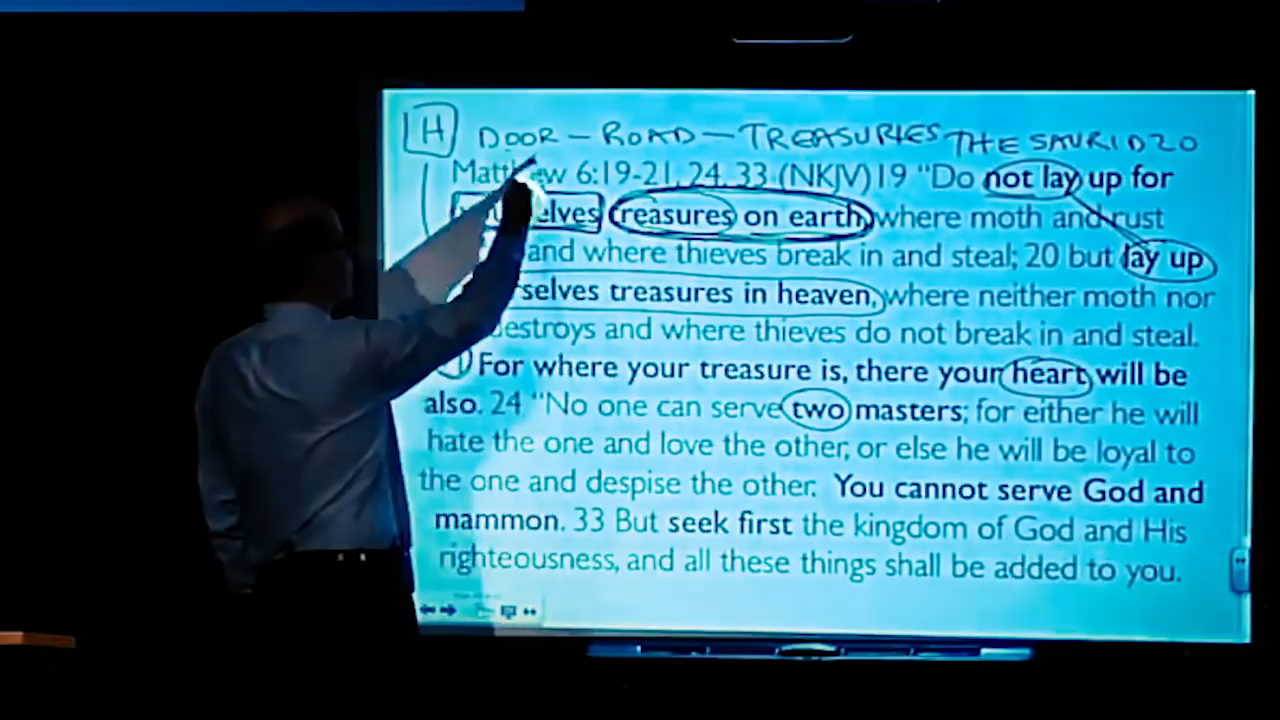 H DOOR - ROAD - TREASURIES THE SAURIDZO
Matthew 6:19-21, 24, 33 (NKJV) 19 "Do not lay up for
treasures on earth, where moth and rust
and where thieves break in and steal; 20 but lay up
treasures in heaven, where neither moth nor
destroys and where thieves do not break in and steal.
For where your treasure is, there your heart will be
also. 24 "No one can serve two masters; for either he will
hate the one and love the other, or else he will be loyal to
the one and despise the other. You cannot serve God and
mammon. 33 But seek first the kingdom of God and His
righteousness, and all these things shall be added to you.